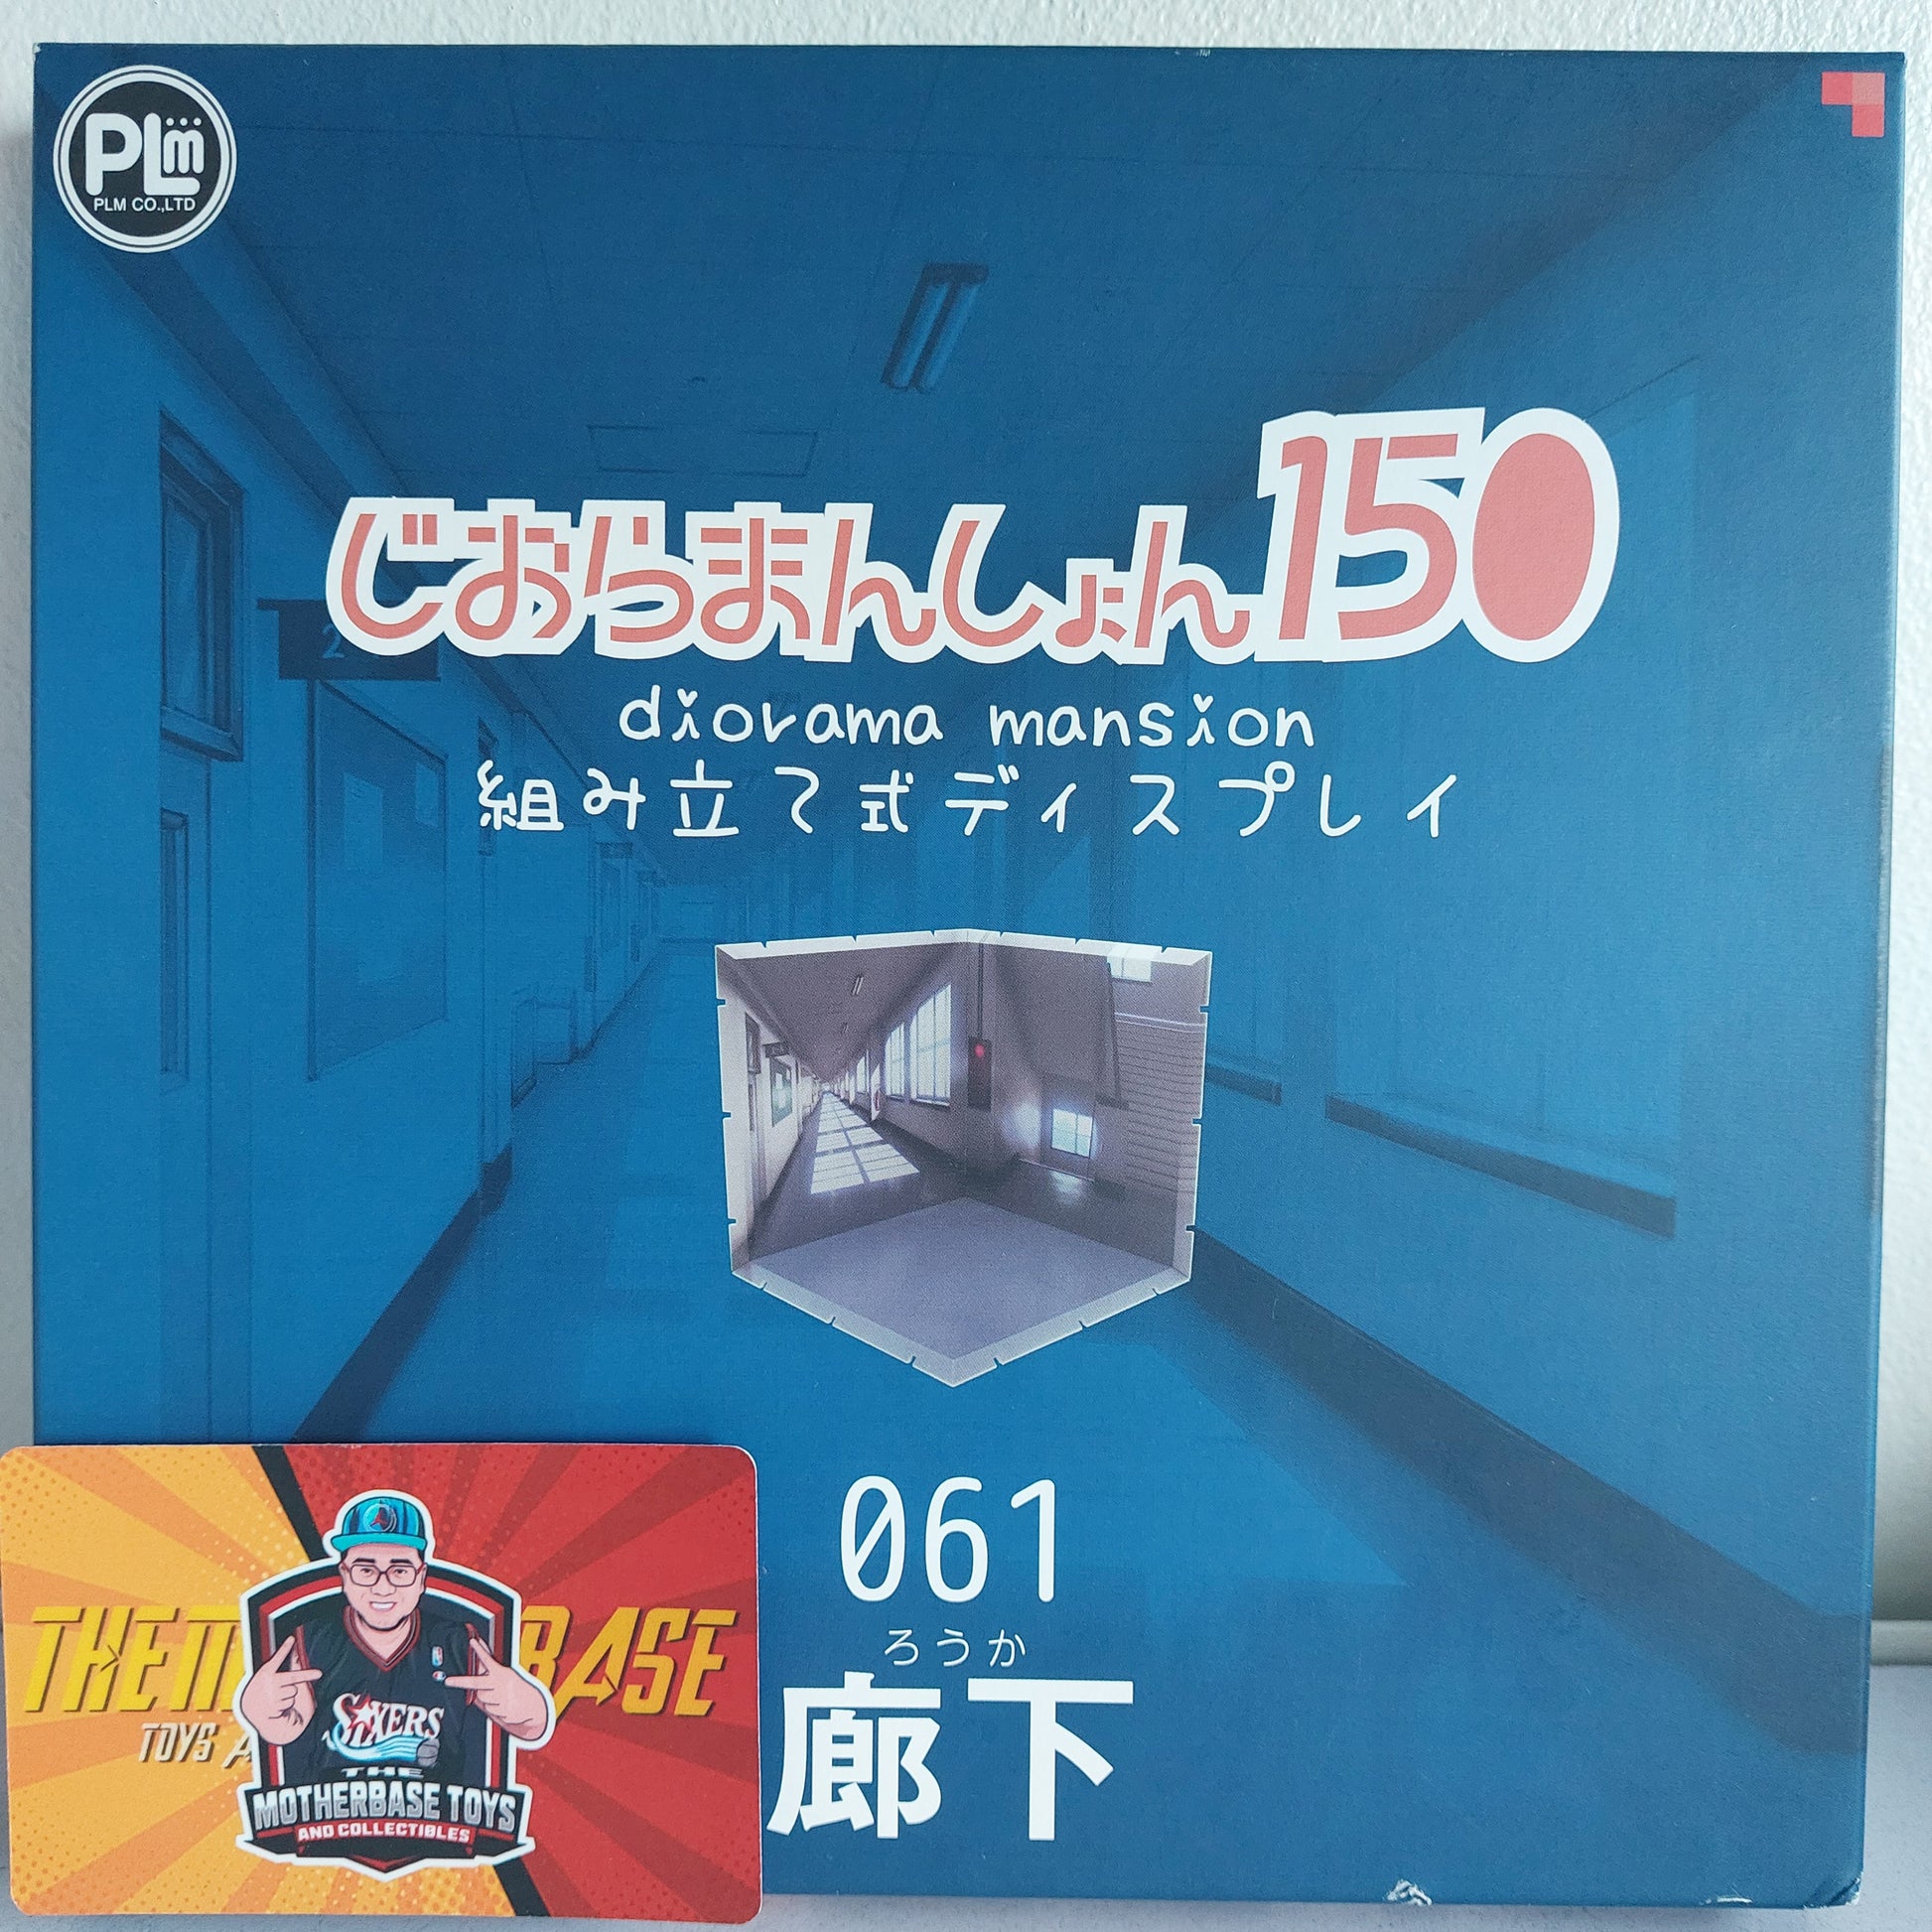 PLm
PLM CO.,LTD
じおらまんしょん150
diorama mansion
組み立て式ディスプレイ
2
061
ろうか
廊下
SIXERS
THE
MOTHERBASE TOYS
AND COLLECTIBLES
TOYS